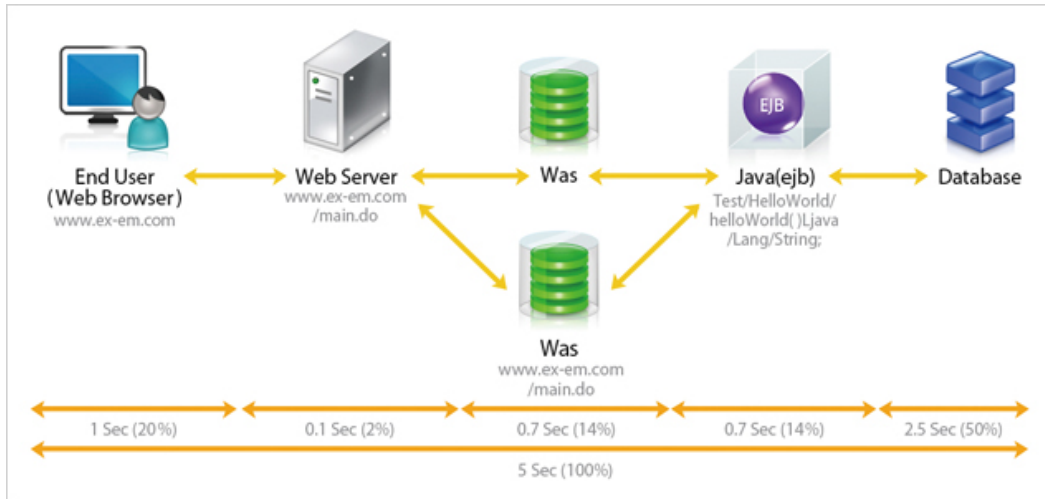 End User
(Web Browser)
www.ex-em.com
Web Server
www.ex-em.com
/main.do
Was
EJB
Java(ejb)
Test/HelloWorld/
helloWorld( )Ljava
/Lang/String;
Database
Was
www.ex-em.com
/main.do
1 Sec (20%)
0.1 Sec (2%)
0.7 Sec (14%)
0.7 Sec (14%)
2.5 Sec (50%)
5 Sec (100%)